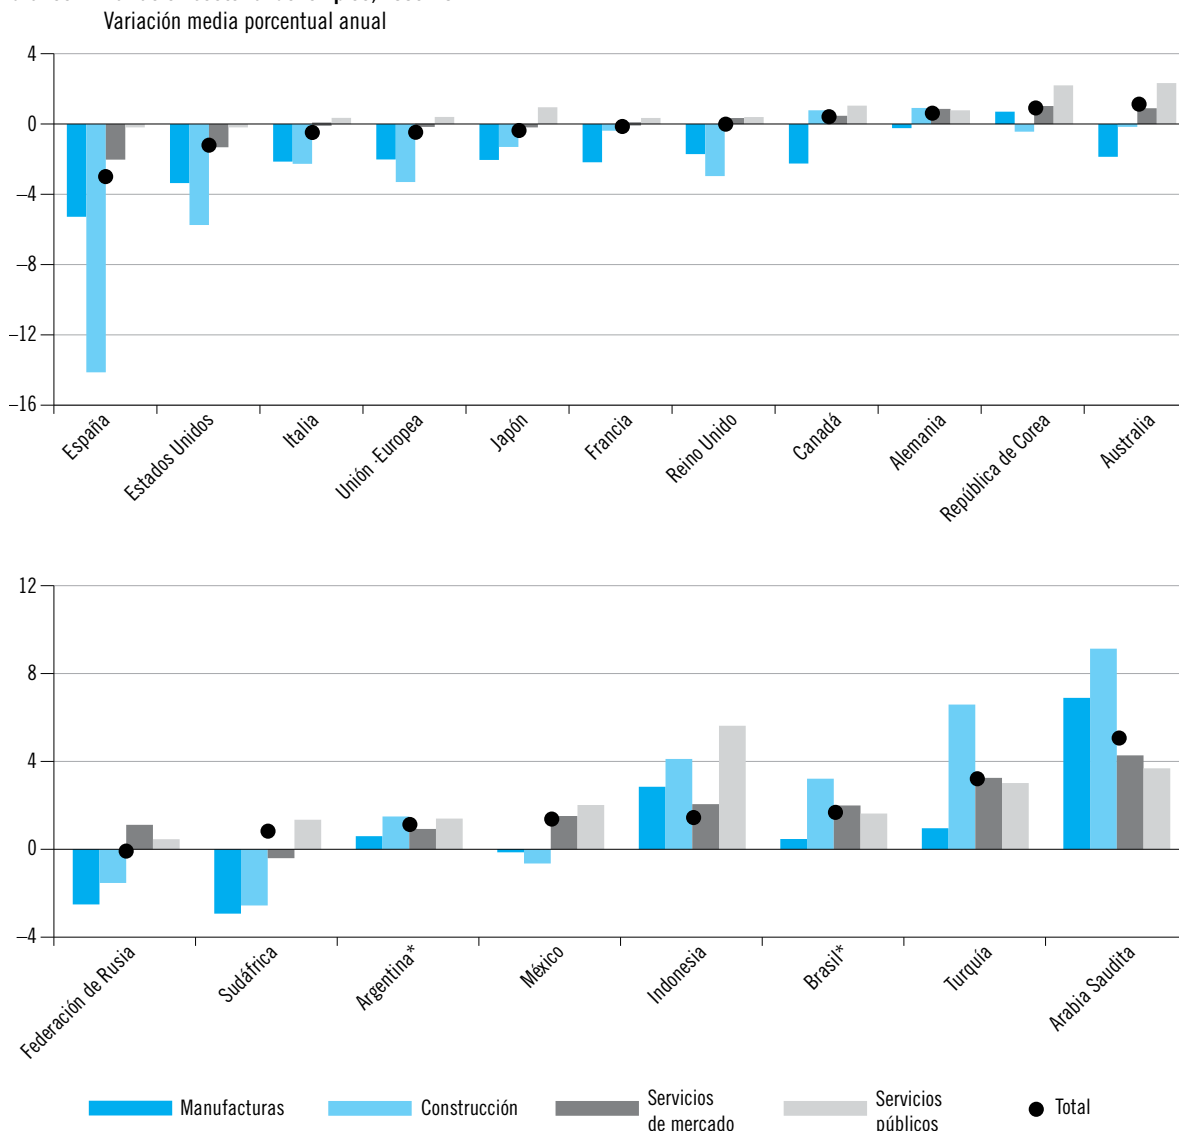 Variación media porcentual anual
4
0
–4
–8
–12
–16
España
Estados Unidos
Italia
Unión ·Europea
Japón
Francia
Reino Unido
Canadá
Alemania
República de Corea
Australia
12
8
4
0
–4
Federación de Rusia
Sudáfrica
Argentina*
México
Indonesia
Brasil*
Turquía
Arabia Saudita
Manufacturas
Construcción
Servicios
de mercado
Servicios
públicos
Total